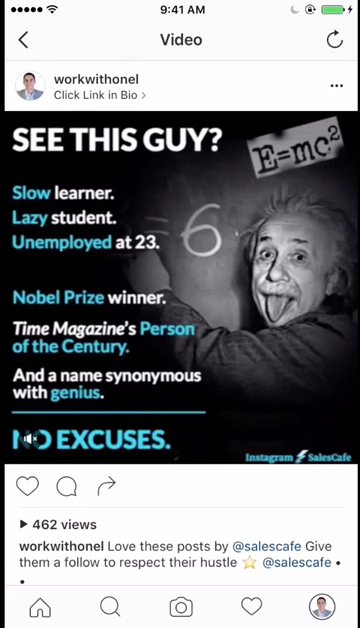 9:41 AM
Video
workwithonel
Click Link in Bio >
SEE THIS GUY?
E=mc²
Slow learner.
Lazy student.
Unemployed at 23.
= 6
Nobel Prize winner.
Time Magazine's Person
of the Century.
And a name synonymous
with genius.
NO EXCUSES.
Instagram SalesCafe
462 views
workwithonel Love these posts by @salescafe Give
them a follow to respect their hustle ⭐ @salescafe •
•